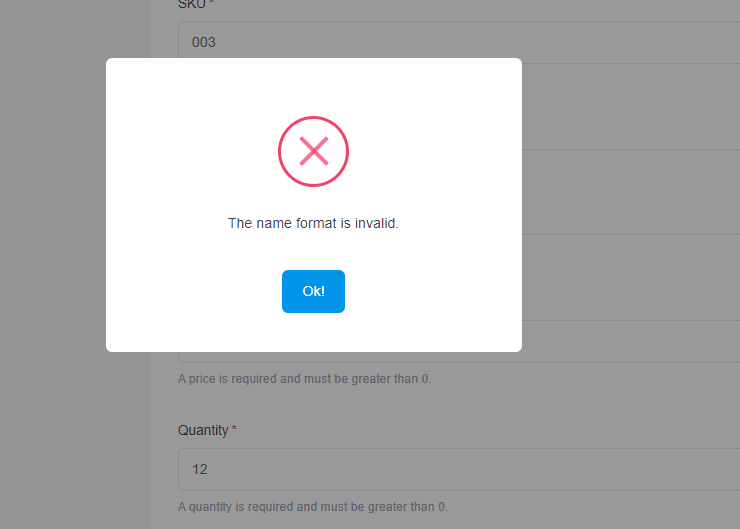 SKU *
003
The name format is invalid.
Ok!
A price is required and must be greater than 0.
Quantity *
12
A quantity is required and must be greater than 0.